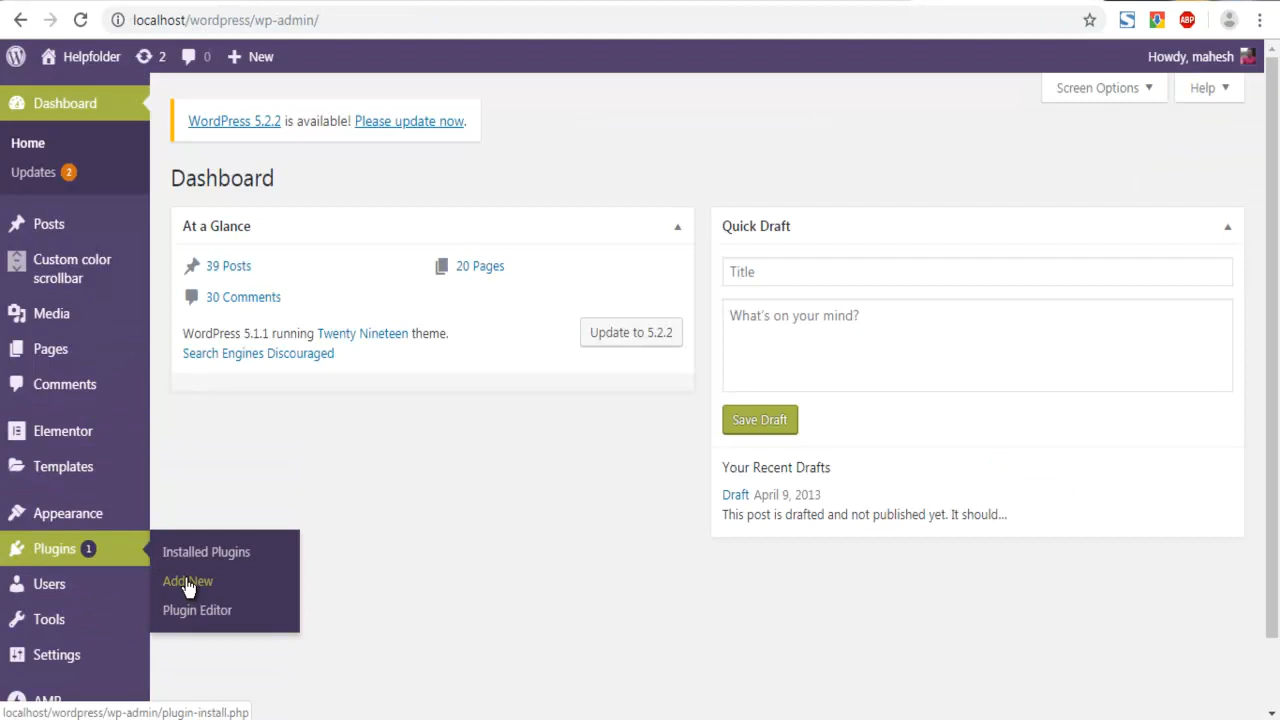 localhost/wordpress/wp-admin/
ABP
Helpfolder 2 0 New Howdy, mahesh
Dashboard
Home
Updates 2
Posts
Custom color
scrollbar
Media
Pages
Comments
Elementor
Templates
Appearance
Plugins 1
Users
Tools
Settings
AMP
Installed Plugins
Add New
Plugin Editor
Screen Options Help
WordPress 5.2.2 is available! Please update now.
Dashboard
At a Glance
39 Posts 20 Pages
30 Comments
WordPress 5.1.1 running Twenty Nineteen theme. Update to 5.2.2
Search Engines Discouraged
Quick Draft
Title
What's on your mind?
Save Draft
Your Recent Drafts
Draft April 9, 2013
This post is drafted and not published yet. It should...
localhost/wordpress/wp-admin/plugin-install.php